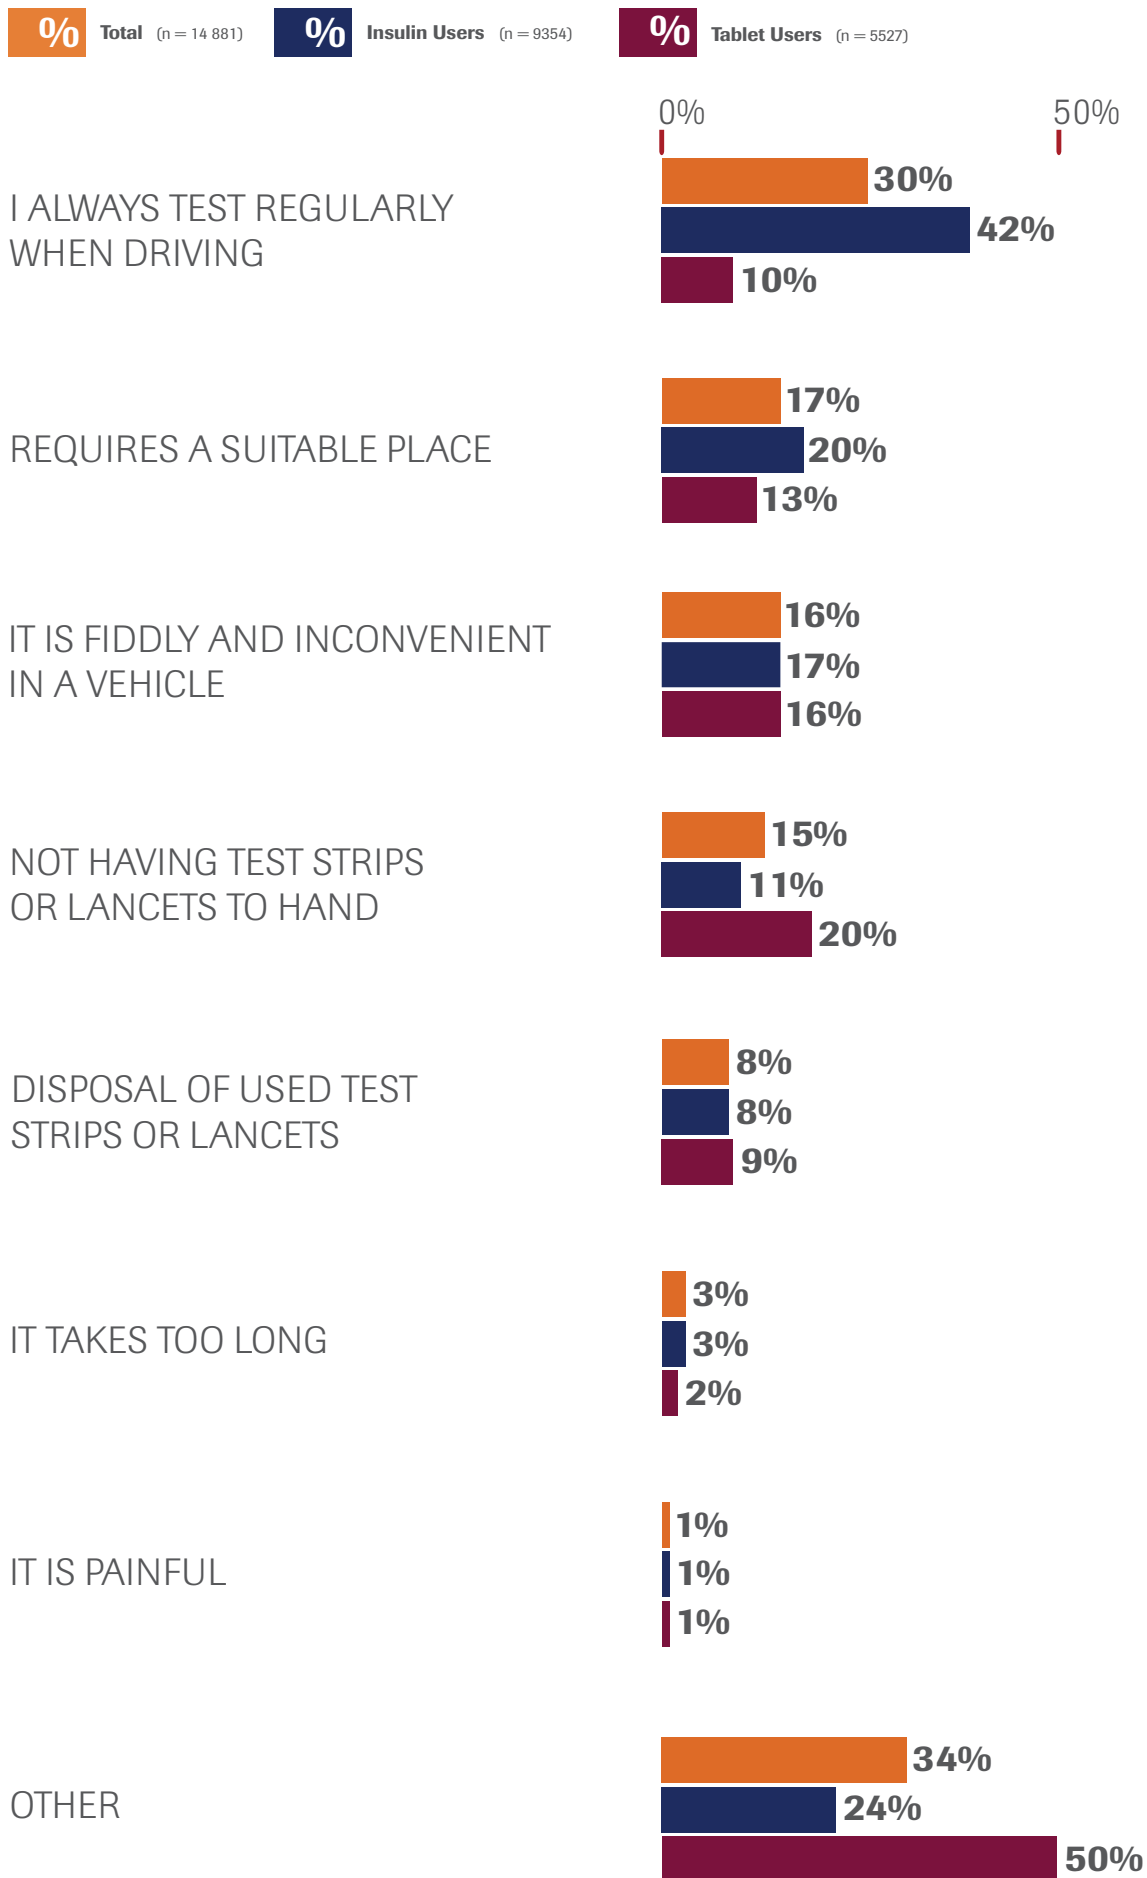 % Total (n = 14 881) % Insulin Users (n = 9354) % Tablet Users (n = 5527)
0% 50%
I ALWAYS TEST REGULARLY
WHEN DRIVING
30%
42%
10%
REQUIRES A SUITABLE PLACE
17%
20%
13%
IT IS FIDDLY AND INCONVENIENT
IN A VEHICLE
16%
17%
16%
NOT HAVING TEST STRIPS
OR LANCETS TO HAND
15%
11%
20%
DISPOSAL OF USED TEST
STRIPS OR LANCETS
8%
8%
9%
IT TAKES TOO LONG
3%
3%
2%
IT IS PAINFUL
1%
1%
1%
OTHER
34%
24%
50%